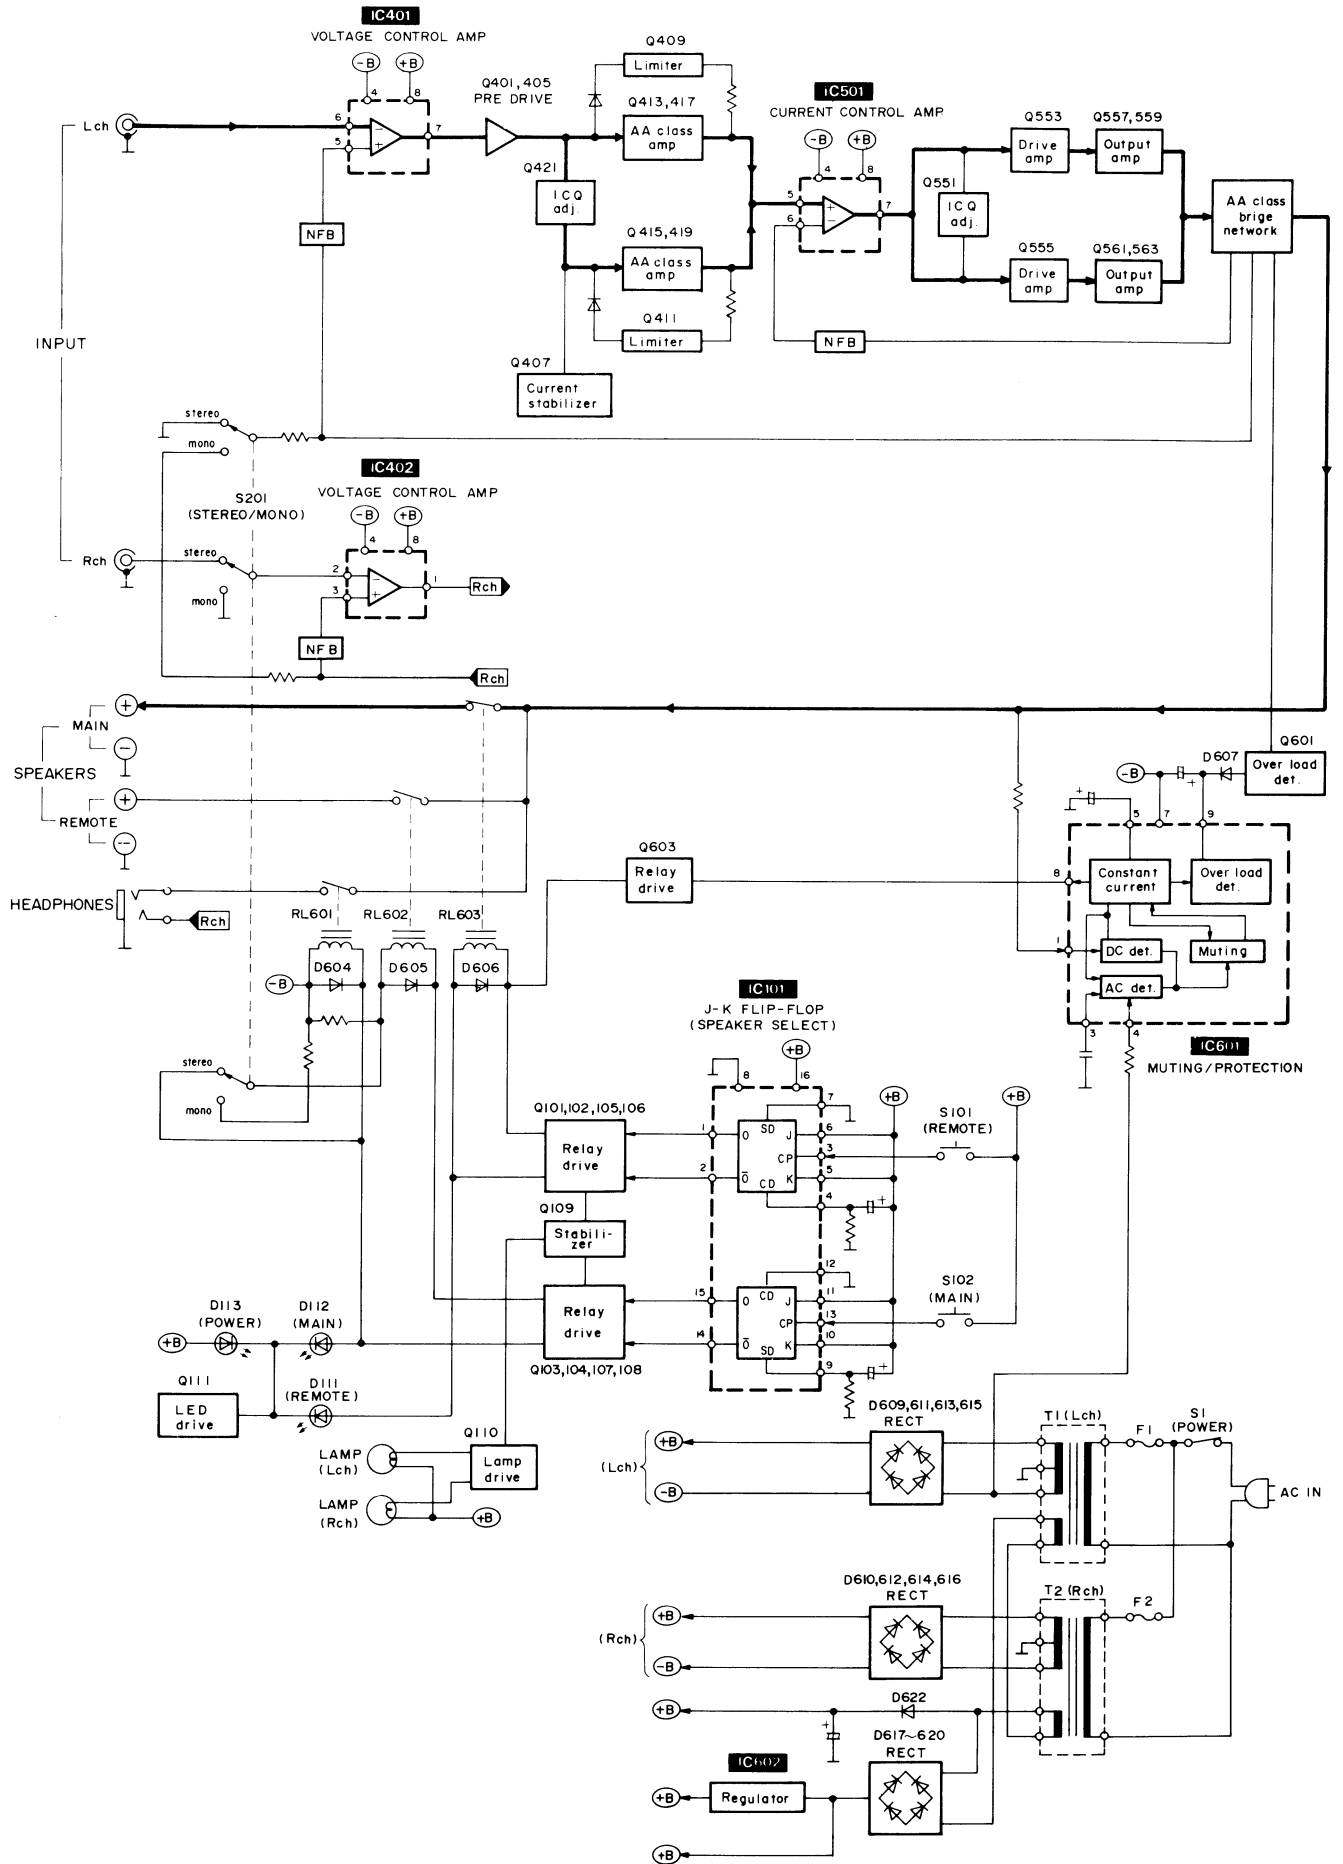 IC401
VOLTAGE CONTROL AMP
-B
+B
4
8
Q409
Limiter
Q401,405
PRE DRIVE
Q413,417
AA class
amp
IC501
CURRENT CONTROL AMP
-B
+B
4
8
Q553
Drive
amp
Q557,559
Output
amp
Lch
6
5
-
+
7
Q421
ICQ
adj.
NFB
Q415,419
AA class
amp
5
6
+
-
7
Q551
ICQ
adj.
AA class
brige
network
Q555
Drive
amp
Q561,563
Output
amp
INPUT
Q411
Limiter
NFB
Q407
Current
stabilizer
stereo
mono
IC402
VOLTAGE CONTROL AMP
S201
(STEREO/MONO)
-B
+B
4
8
Rch
stereo
mono
2
3
-
+
1
Rch
NFB
Rch
MAIN
+
-
SPEAKERS
REMOTE
+
-
Q601
Over load
det.
D607
-B
+
+
5
7
9
Q603
Relay
drive
8
Constant
current
Over load
det.
HEADPHONES
Rch
RL601
RL602
RL603
1
DC det.
Muting
AC det.
D604
D605
D606
-B
3
4
IC601
MUTING/PROTECTION
IC101
J-K FLIP-FLOP
(SPEAKER SELECT)
+B
8
16
stereo
mono
+B
+B
Q101,102,105,106
Relay
drive
1
2
O
O
SD
J
CP
K
CD
7
6
3
5
4
+
S101
(REMOTE)
Q109
Stabili-
zer
12
S102
(MAIN)
Relay
drive
15
14
O
O
CD
J
CP
K
SD
11
13
10
9
+
Q103,104,107,108
D113
(POWER)
D112
(MAIN)
+B
Q111
LED
drive
D111
(REMOTE)
Q110
Lamp
drive
LAMP
(Lch)
LAMP
(Rch)
+B
D609,611,613,615
RECT
T1(Lch)
F1
S1
(POWER)
(Lch)
+B
-B
AC IN
D610,612,614,616
RECT
T2(Rch)
F2
(Rch)
+B
-B
+B
D622
+
D617~620
RECT
IC602
+B
Regulator
+B